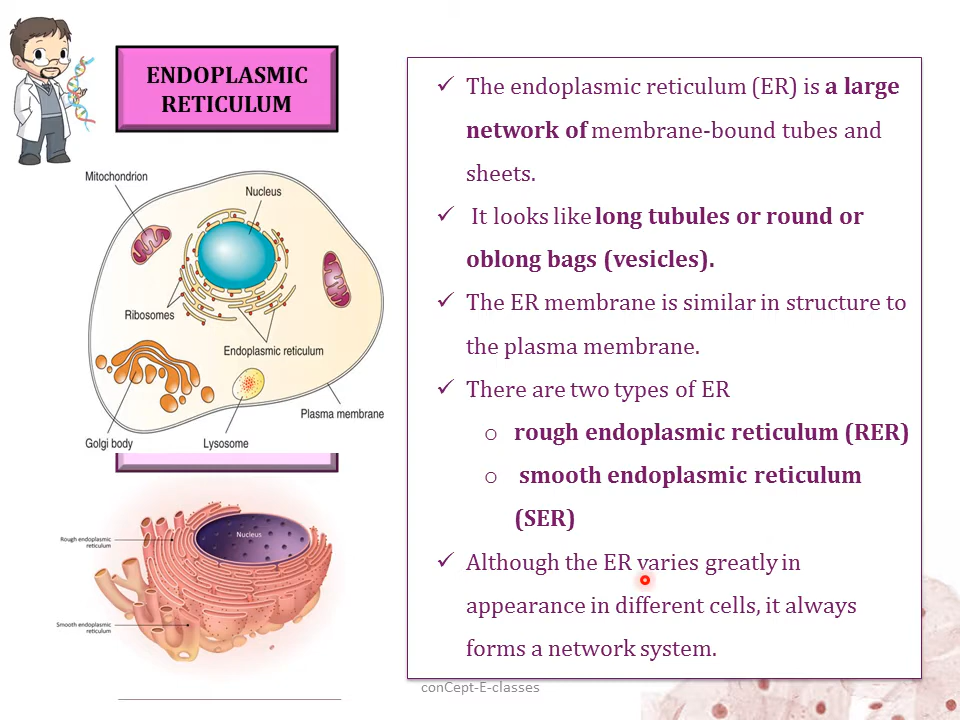 ENDOPLASMIC
RETICULUM
Mitochondrion
Nucleus
Ribosomes
Endoplasmic reticulum
Plasma membrane
Golgi body
Lysosome
Rough endoplasmic
reticulum
Nucleus
Smooth endoplasmic
reticulum
✓ The endoplasmic reticulum (ER) is a large
network of membrane-bound tubes and
sheets.
✓ It looks like long tubules or round or
oblong bags (vesicles).
✓ The ER membrane is similar in structure to
the plasma membrane.
✓ There are two types of ER
o rough endoplasmic reticulum (RER)
o smooth endoplasmic reticulum
(SER)
✓ Although the ER varies greatly in
appearance in different cells, it always
forms a network system.
conCept-E-classes